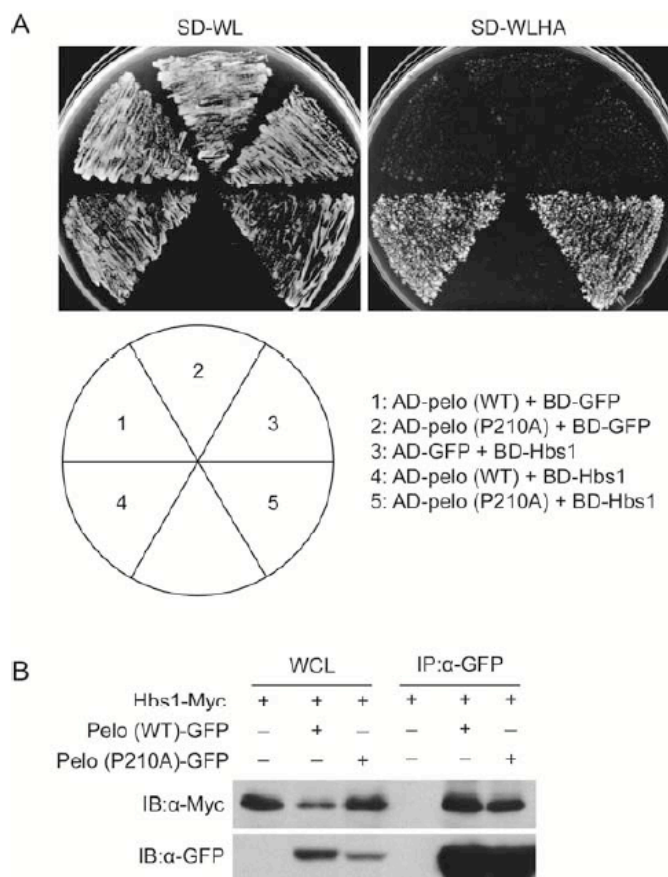 A
SD-WL SD-WLHA
1 2 3 4 5
1: AD-pelo (WT) + BD-GFP
2: AD-pelo (P210A) + BD-GFP
3: AD-GFP + BD-Hbs1
4: AD-pelo (WT) + BD-Hbs1
5: AD-pelo (P210A) + BD-Hbs1
B
WCL IP:α-GFP
Hbs1-Myc + + + + + +
Pelo (WT)-GFP – + – – + –
Pelo (P210A)-GFP – – + – – +
IB:α-Myc
IB:α-GFP